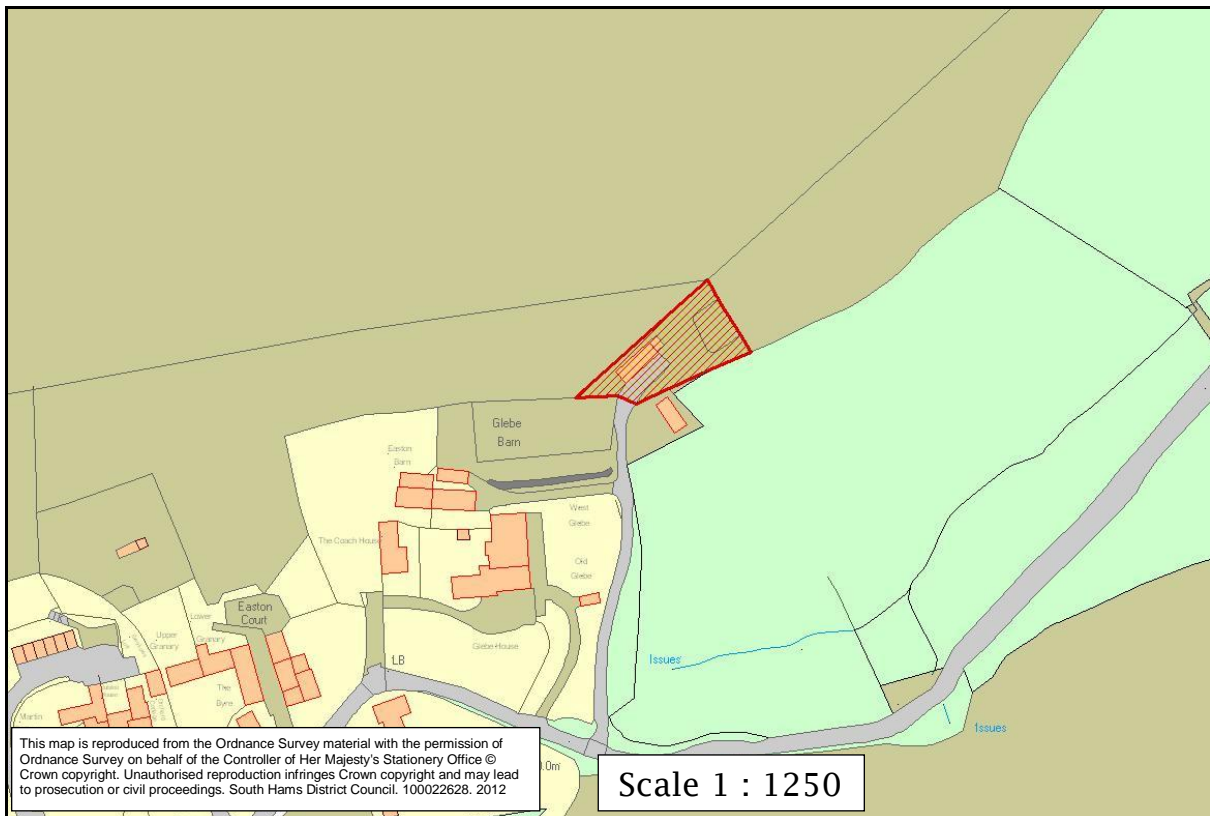 Glebe
Barn
Easton
Barn
West
Glebe
The Coach House
Old
Glebe
Easton
Court
Lower
Granary
Upper
Granary
Glebe House
LB
The
Byre
Martin
Issues
Issues
0.0m
This map is reproduced from the Ordnance Survey material with the permission of
Ordnance Survey on behalf of the Controller of Her Majesty's Stationery Office ©
Crown copyright. Unauthorised reproduction infringes Crown copyright and may lead
to prosecution or civil proceedings. South Hams District Council. 100022628. 2012
Scale 1 : 1250